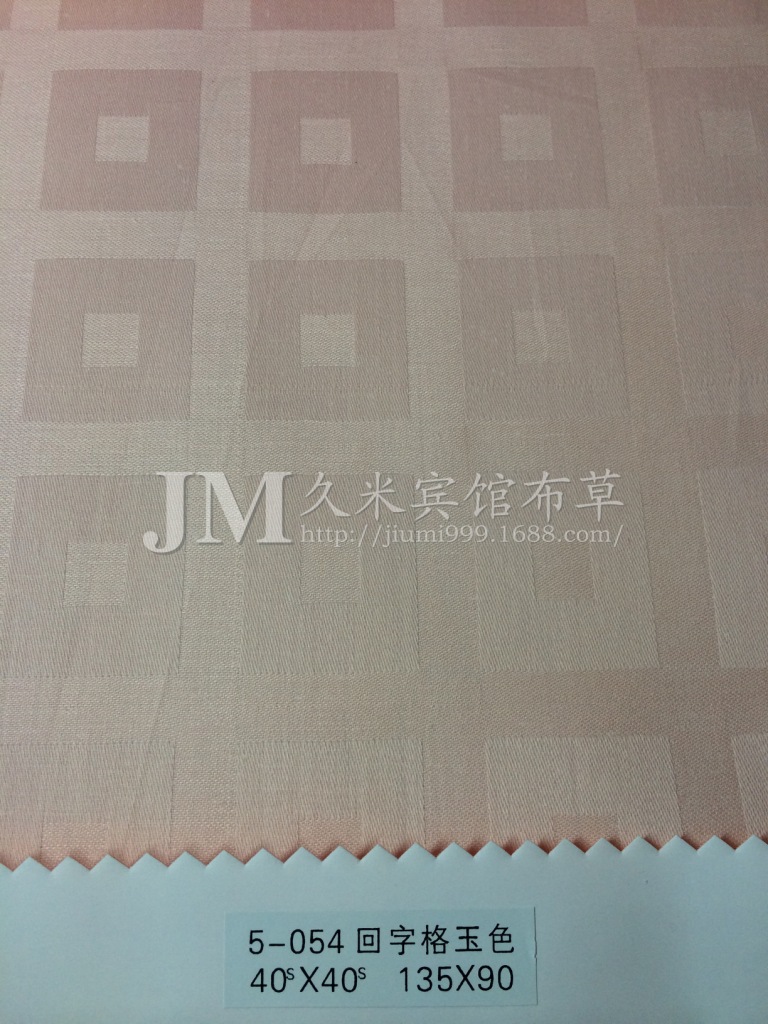 JM久米宾馆布草
http://jiumi999.1688.com/
5-054 回字格玉色
40ˢX40ˢ 135X90